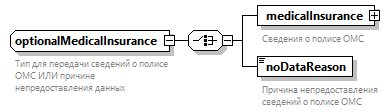 optionalMedicalInsurance
Тип для передачи сведений о полисе
ОМС ИЛИ причине
непредоставления данных
medicalInsurance
Сведения о полисе ОМС
noDataReason
Причина непредоставления
сведений о полисе ОМС